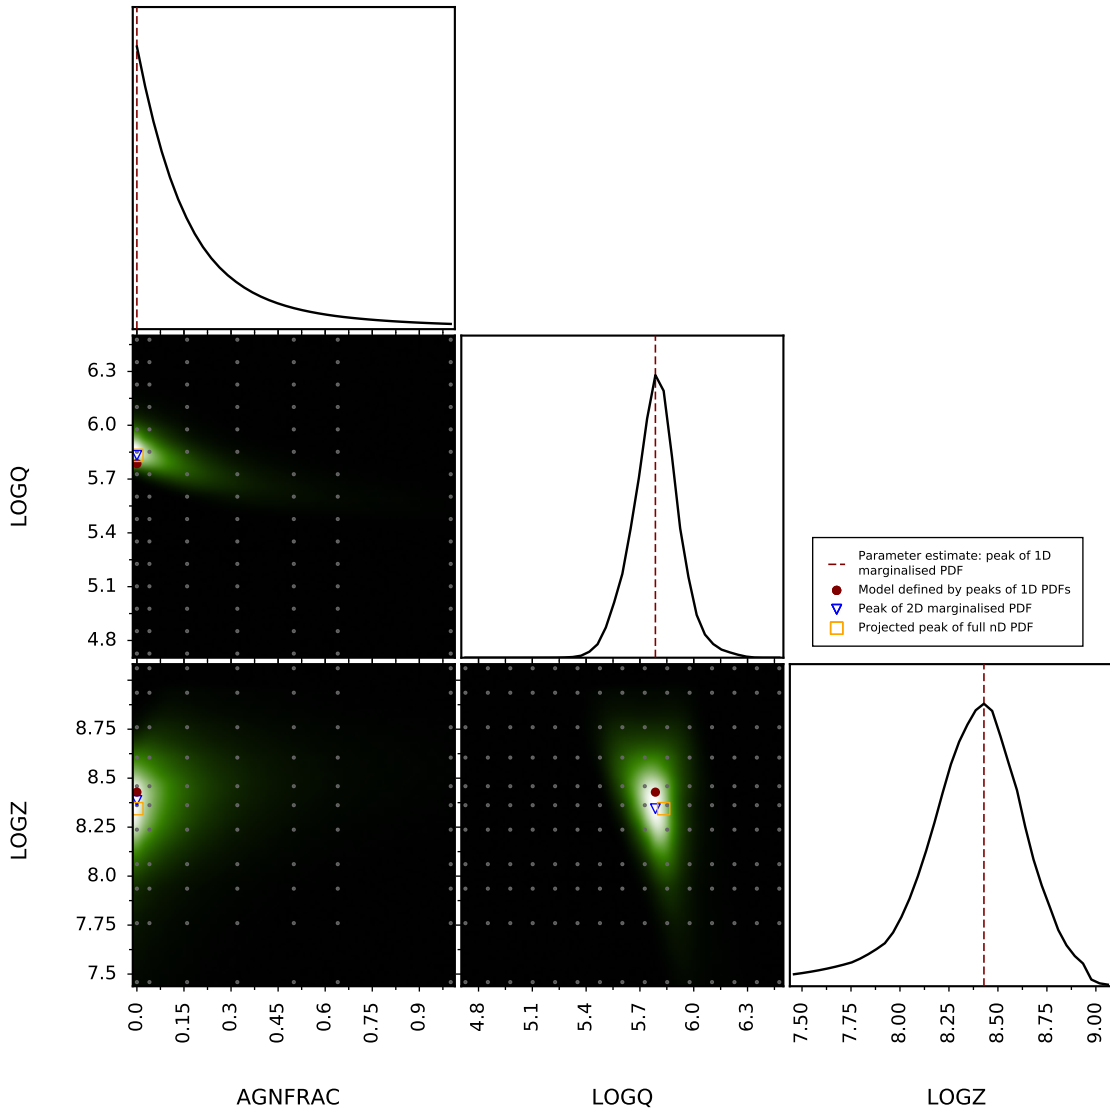 6.3
6.0
5.7
5.4
5.1
4.8
LOGQ
Parameter estimate: peak of 1D
marginalised PDF
Model defined by peaks of 1D PDFs
Peak of 2D marginalised PDF
Projected peak of full nD PDF
8.75
8.5
8.25
8.0
7.75
7.5
LOGZ
0.0 0.15 0.3 0.45 0.6 0.75 0.9
4.8 5.1 5.4 5.7 6.0 6.3
7.50 7.75 8.00 8.25 8.50 8.75 9.00
AGNFRAC LOGQ LOGZ